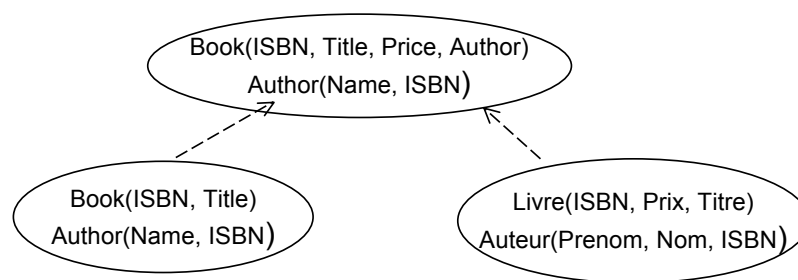 Book(ISBN, Title, Price, Author)
Author(Name, ISBN)
Book(ISBN, Title)
Author(Name, ISBN)
Livre(ISBN, Prix, Titre)
Auteur(Prenom, Nom, ISBN)